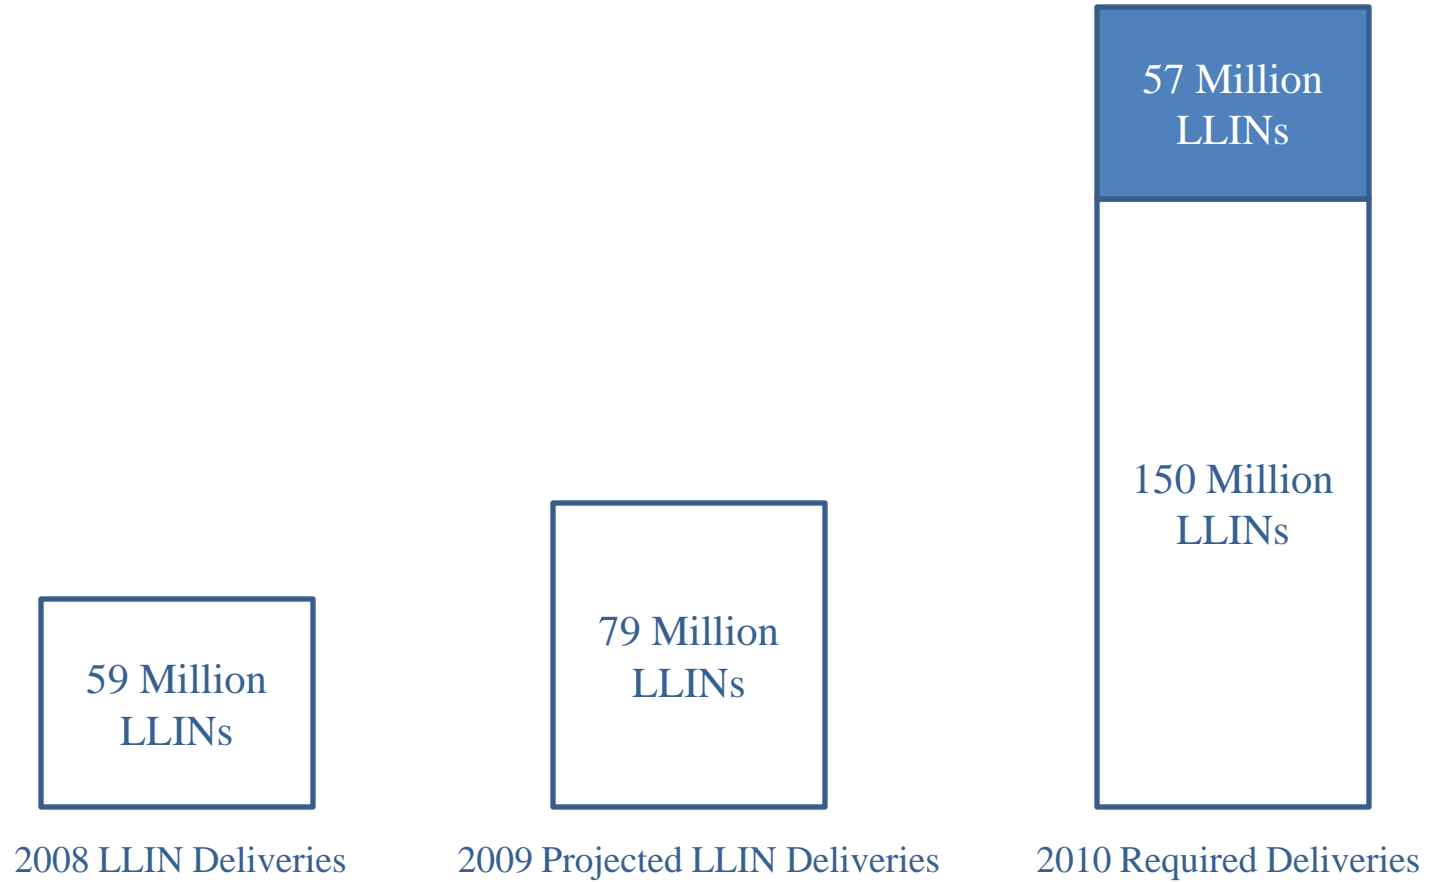 57 Million
LLINs
150 Million
LLINs
79 Million
LLINs
59 Million
LLINs
2008 LLIN Deliveries
2009 Projected LLIN Deliveries
2010 Required Deliveries